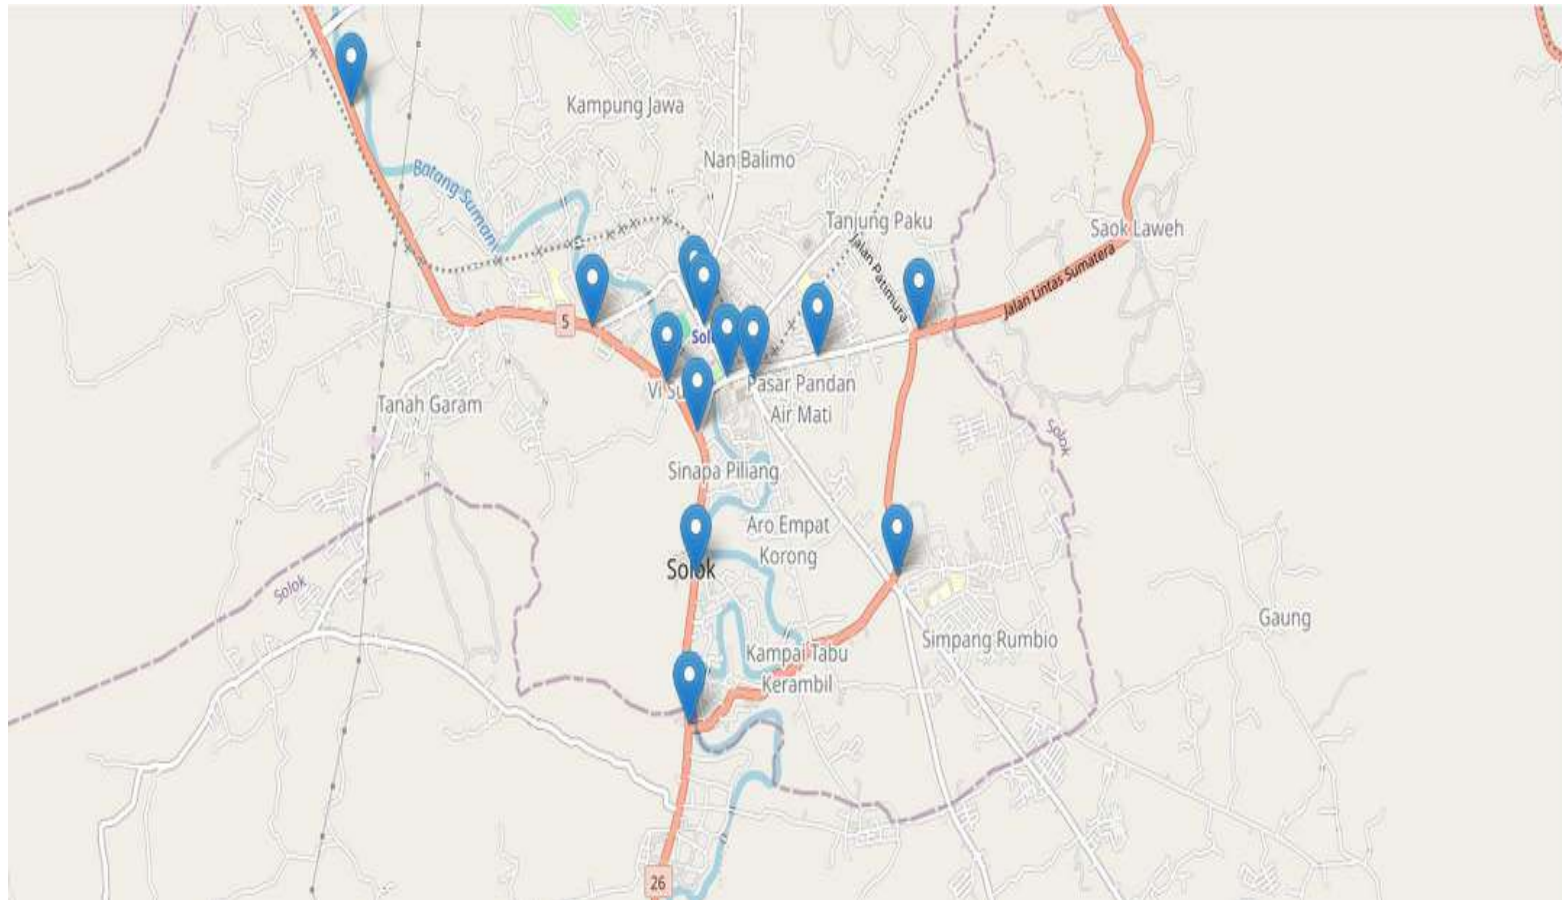 Kampung Jawa
Nan Balimo
Batang Sumani
Tanjung Paku
Saok Laweh
Jalan Patimura
Jalan Lintas Sumatera
5
Pasar Pandan
Air Mati
Tanah Garam
Solok
Sinapa Piliang
Aro Empat
Korong
Solok
Solok
Gaung
Simpang Rumbio
Kampai Tabu
Kerambil
26